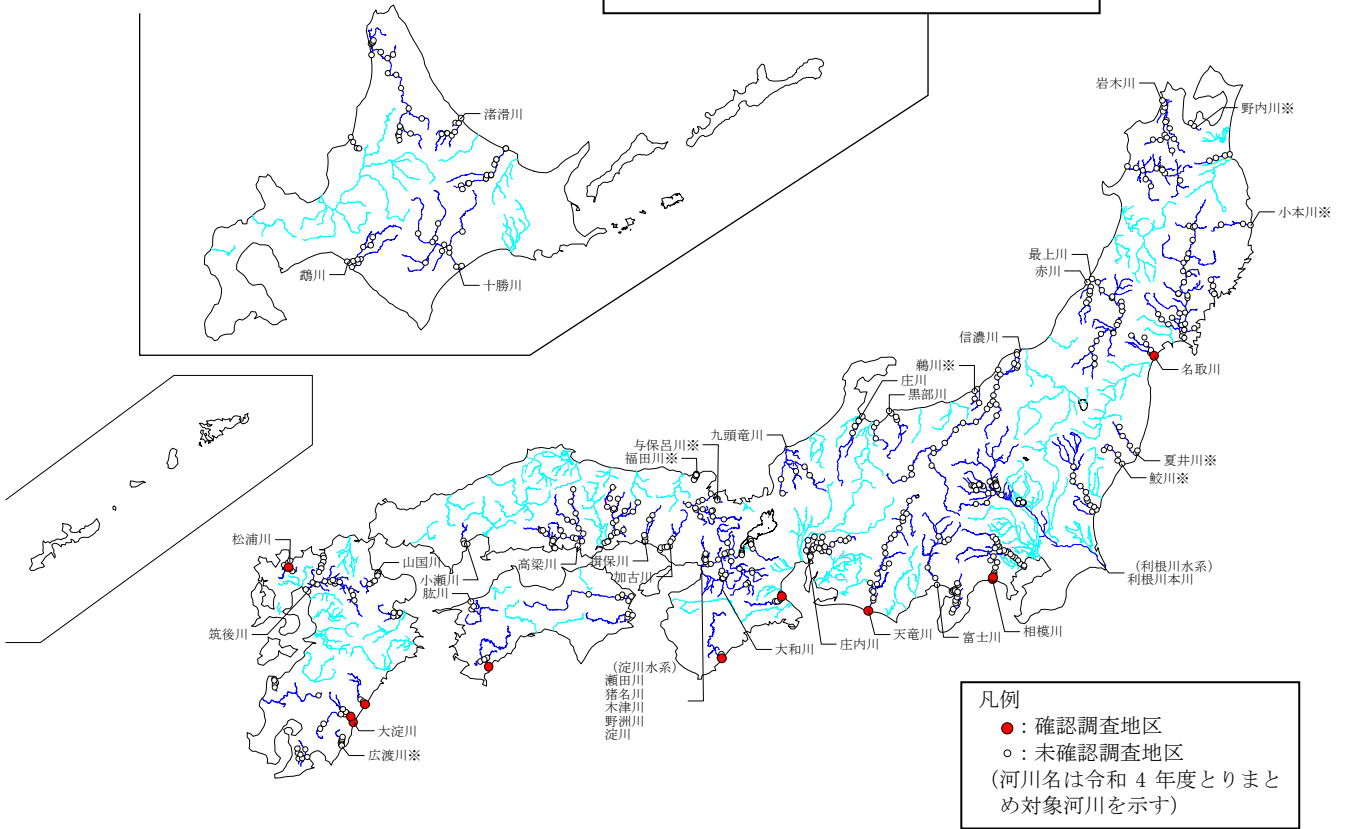 渚滑川
鵡川
十勝川
岩木川
野内川※
小本川※
最上川
赤川
信濃川
名取川
鵜川※
庄川
黒部川
九頭竜川
与保呂川※
福田川※
夏井川※
鮫川※
松浦川
山国川
小瀬川
肱川
高梁川
揖保川
加古川
(利根川水系)
利根川本川
筑後川
大和川
庄内川
天竜川
富士川
相模川
(淀川水系)
瀬田川
猪名川
木津川
野洲川
淀川
大淀川
広渡川※
凡例
●:確認調査地区
○:未確認調査地区
(河川名は令和 4 年度とりまと
め対象河川を示す)